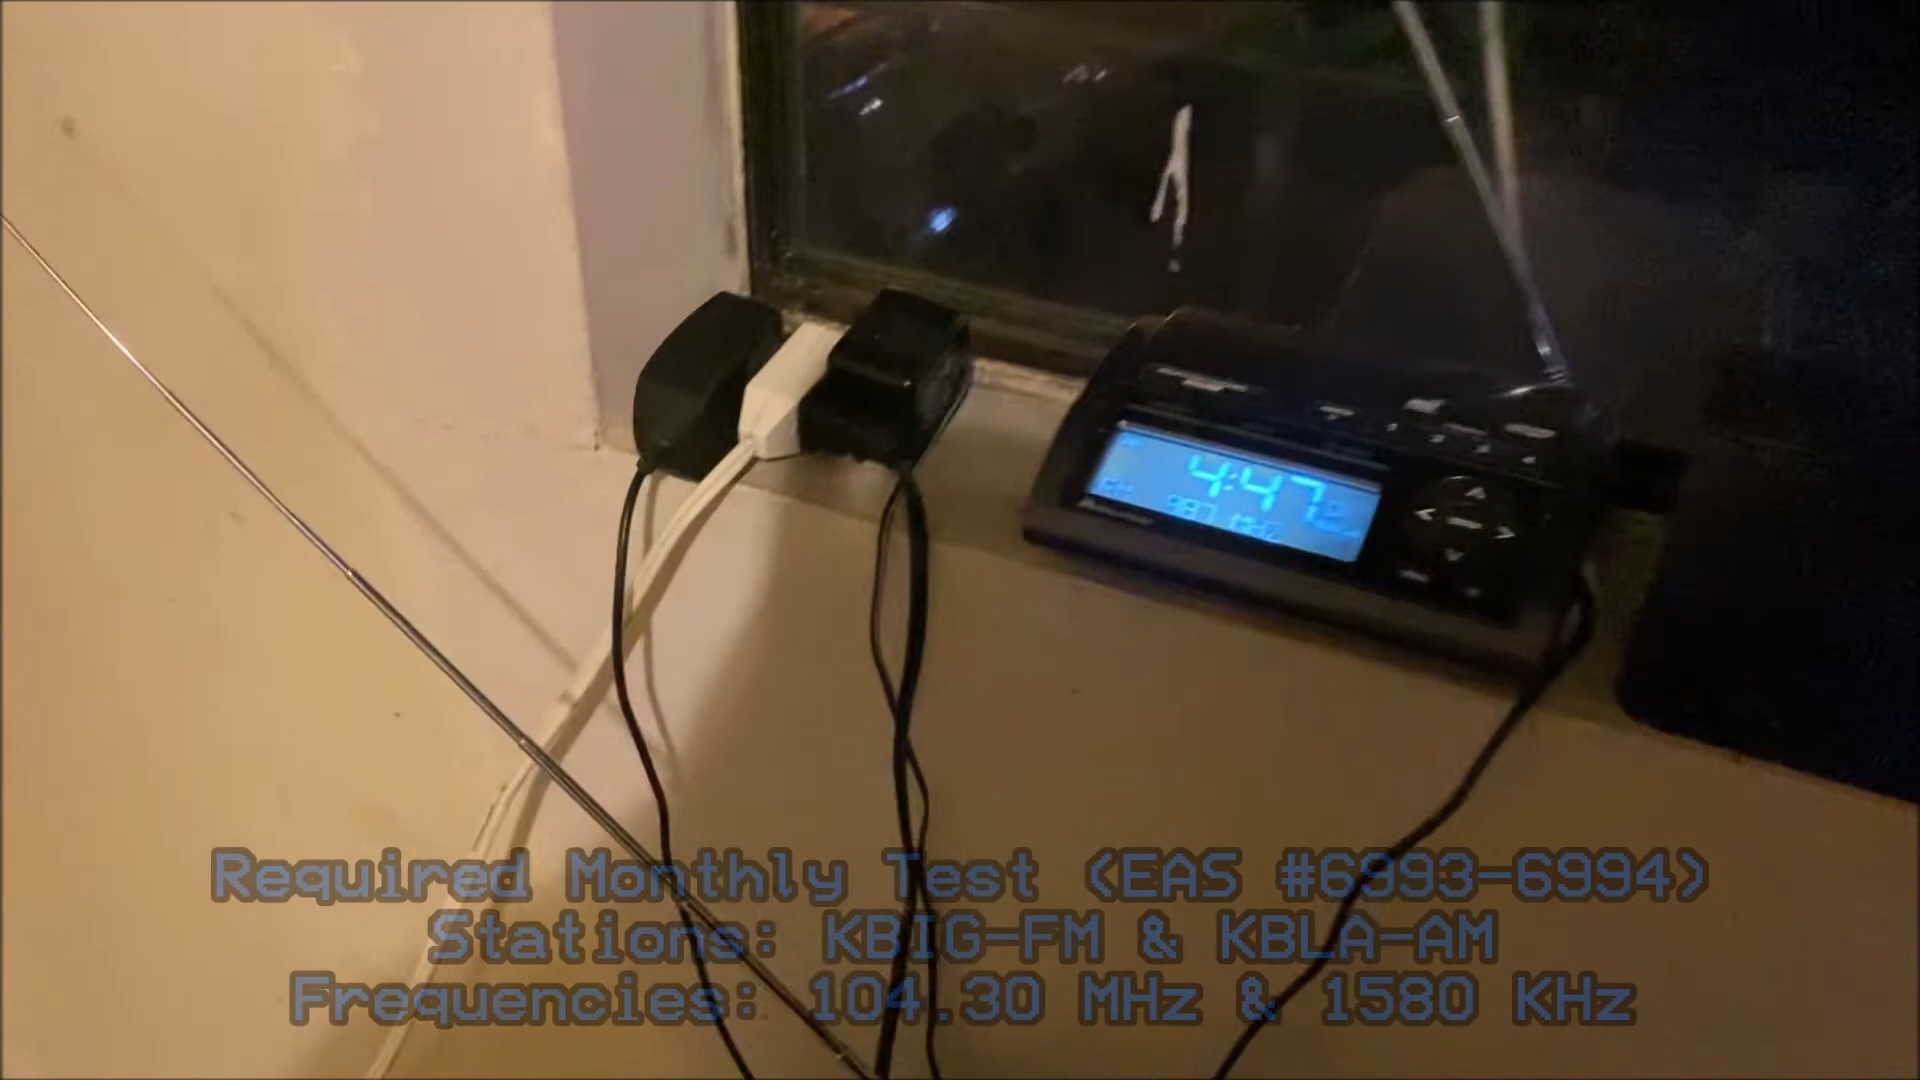 4:47
Required Monthly Test (EAS #6993-6994)
Stations: KBIG-FM & KBLA-AM
Frequencies: 104.30 MHz & 1580 KHz